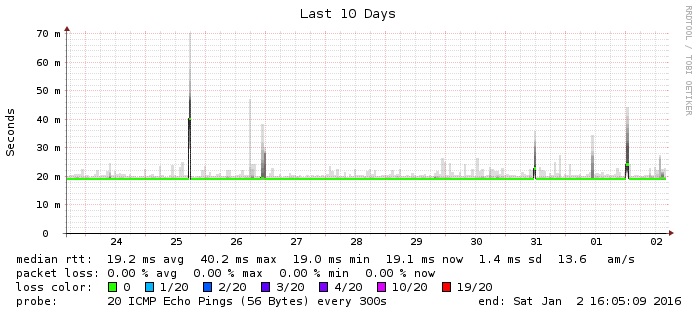 Last 10 Days
RRDTOOL / TOBI OETIKER
Seconds
70 m
60 m
50 m
40 m
30 m
20 m
10 m
0
24 25 26 27 28 29 30 31 01 02
median rtt: 19.2 ms avg 40.2 ms max 19.0 ms min 19.1 ms now 1.4 ms sd 13.6 am/s
packet loss: 0.00 % avg 0.00 % max 0.00 % min 0.00 % now
loss color: 0 1/20 2/20 3/20 4/20 10/20 19/20
probe: 20 ICMP Echo Pings (56 Bytes) every 300s end: Sat Jan 2 16:05:09 2016